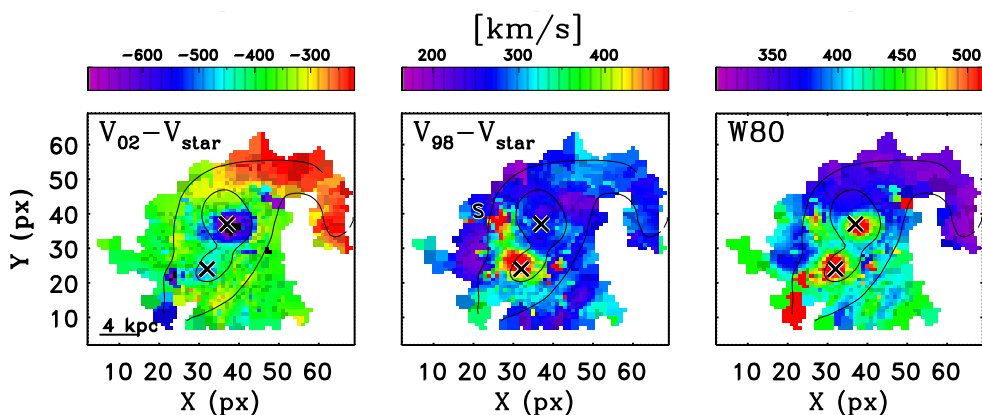 [km/s]
-600 -500 -400 -300
200 300 400
350 400 450 500
V02-Vstar
V98-Vstar
W80
S
4 kpc
Y (px)
60
50
40
30
20
10
10 20 30 40 50 60
10 20 30 40 50 60
10 20 30 40 50 60
X (px)
X (px)
X (px)